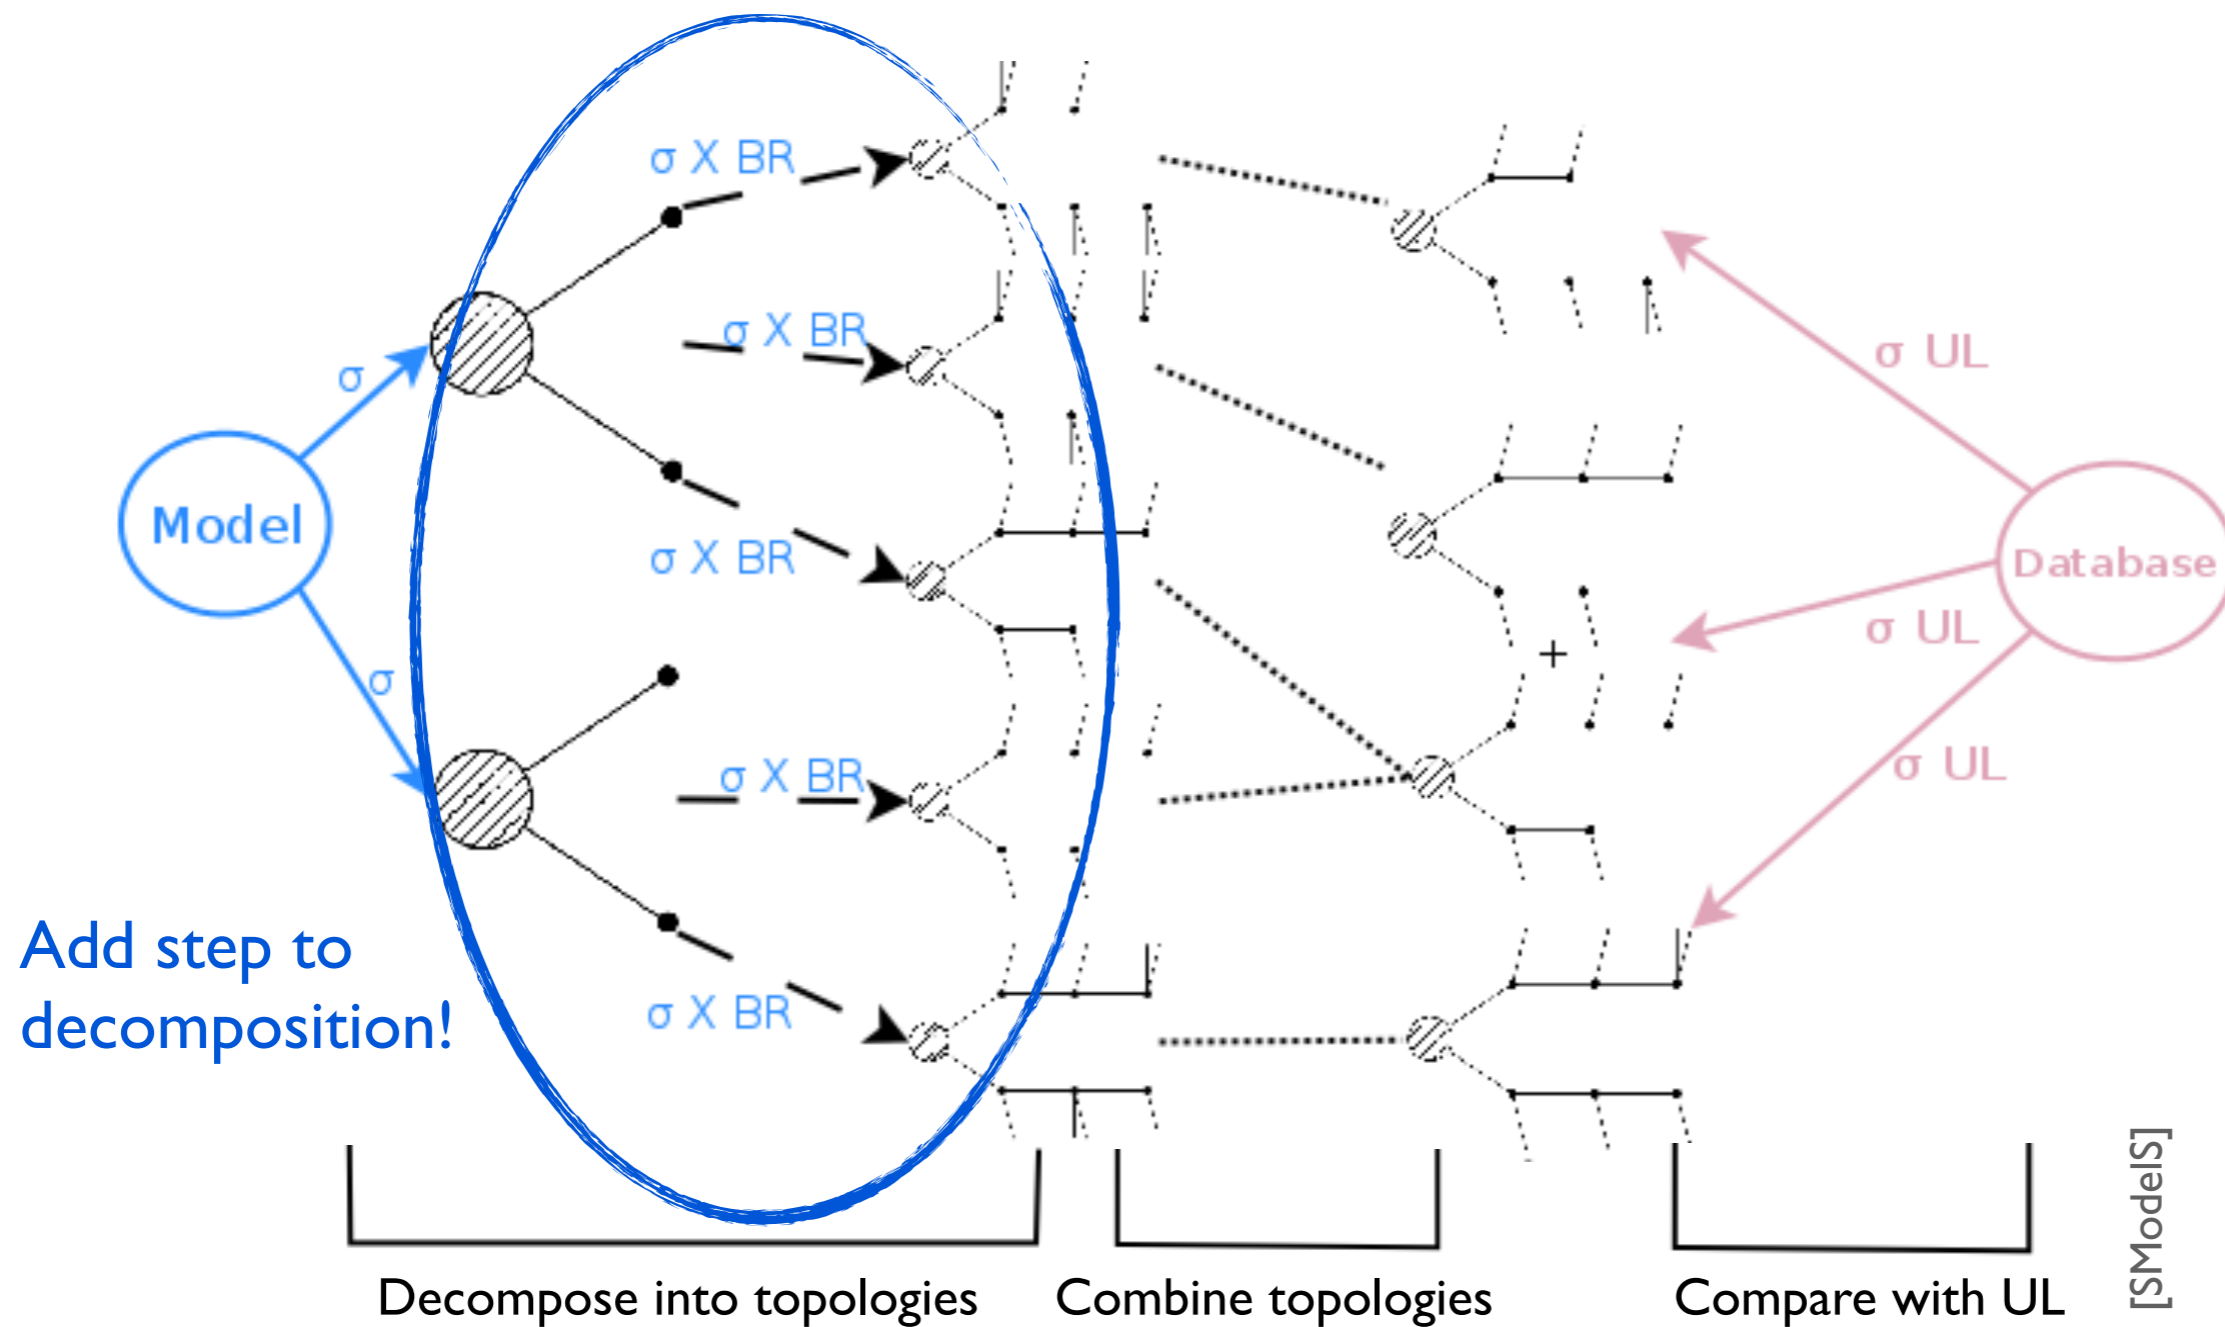 σ X BR
σ X BR
σ
σ UL
Model
σ X BR
Database
σ UL
+
σ
σ X BR
σ UL
Add step to
decomposition!
σ X BR
Decompose into topologies
Combine topologies
Compare with UL
[SModelS]